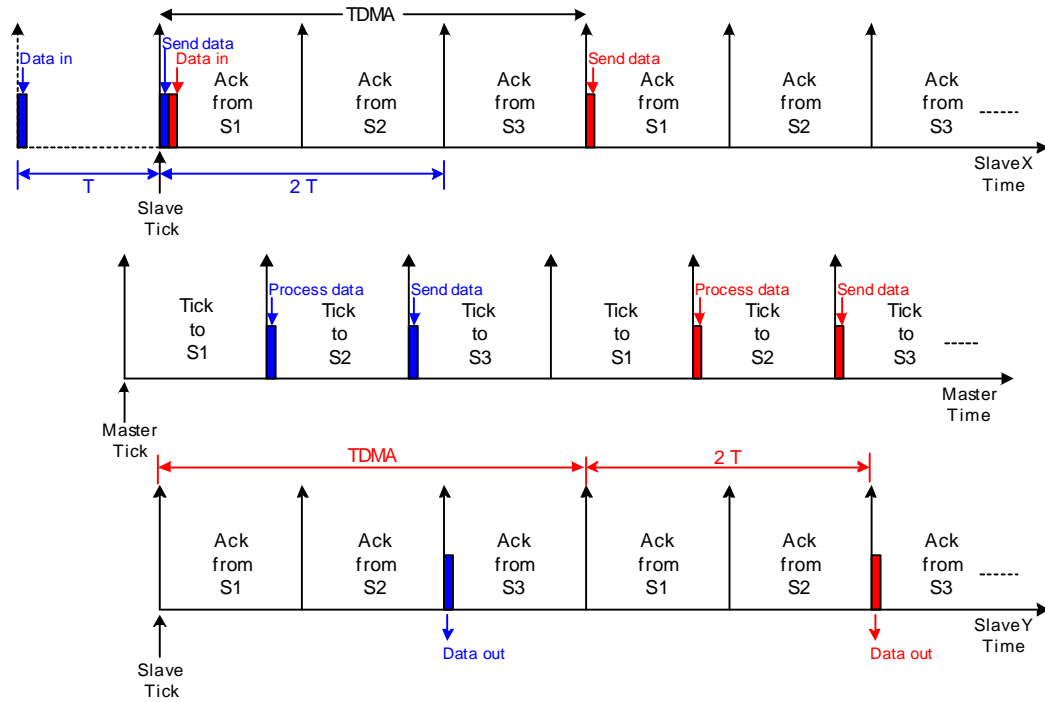 TDMA
Data in
Send data
Data in
Send data
Ack
from
S1
Ack
from
S2
Ack
from
S3
Ack
from
S1
Ack
from
S2
Ack
from
S3
T
2 T
Slave
Tick
SlaveX
Time
Process data
Send data
Process data
Send data
Tick
to
S1
Tick
to
S2
Tick
to
S3
Tick
to
S1
Tick
to
S2
Tick
to
S3
Master
Tick
Master
Time
TDMA
2 T
Ack
from
S1
Ack
from
S2
Ack
from
S3
Ack
from
S1
Ack
from
S2
Ack
from
S3
SlaveY
Time
Data out
Data out
Slave
Tick